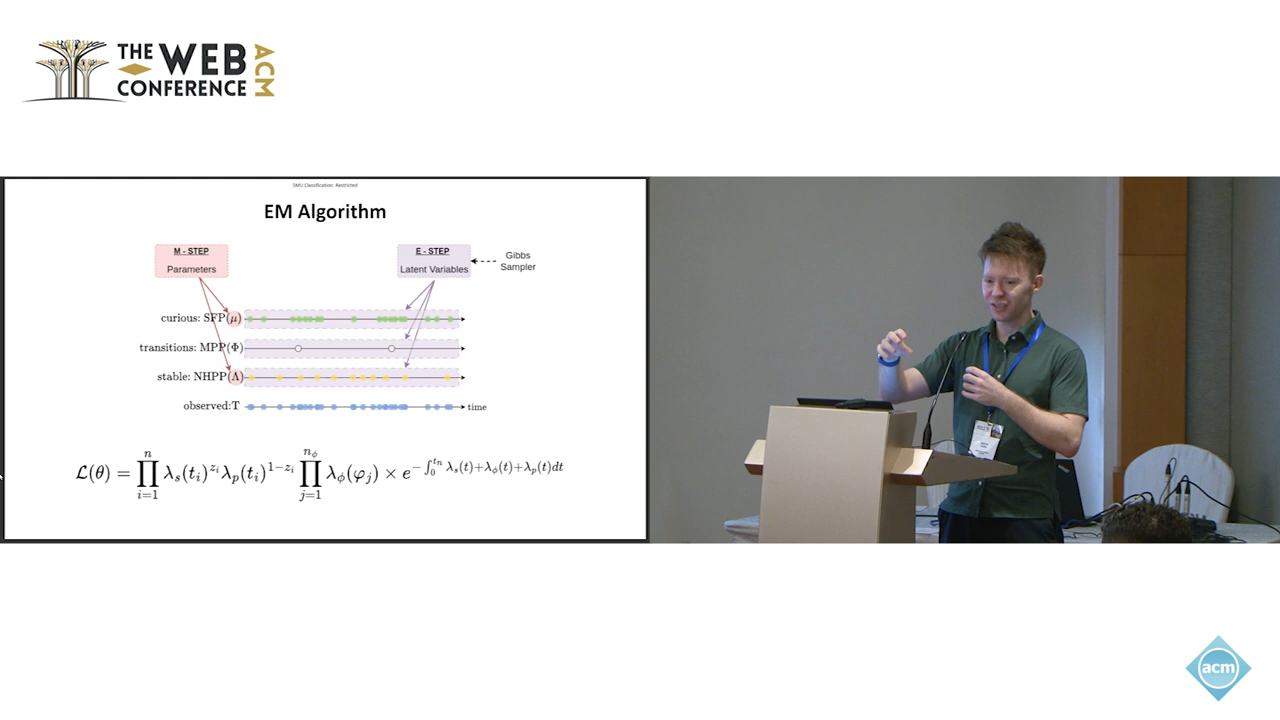 THE WEB
CONFERENCE
ACM
SMU Classification: Restricted
EM Algorithm
M - STEP
Parameters
E - STEP
Latent Variables
Gibbs
Sampler
curious: SFP(μ)
transitions: MPP(Φ)
stable: NHPP(Λ)
observed:T
time
ℒ(θ) = ∏_{i=1}^{n} λ_s(t_i)^{z_i} λ_p(t_i)^{1−z_i} ∏_{j=1}^{n_ϕ} λ_ϕ(φ_j) × e^{−∫_0^{t_n} λ_s(t)+λ_ϕ(t)+λ_p(t)dt}
acm